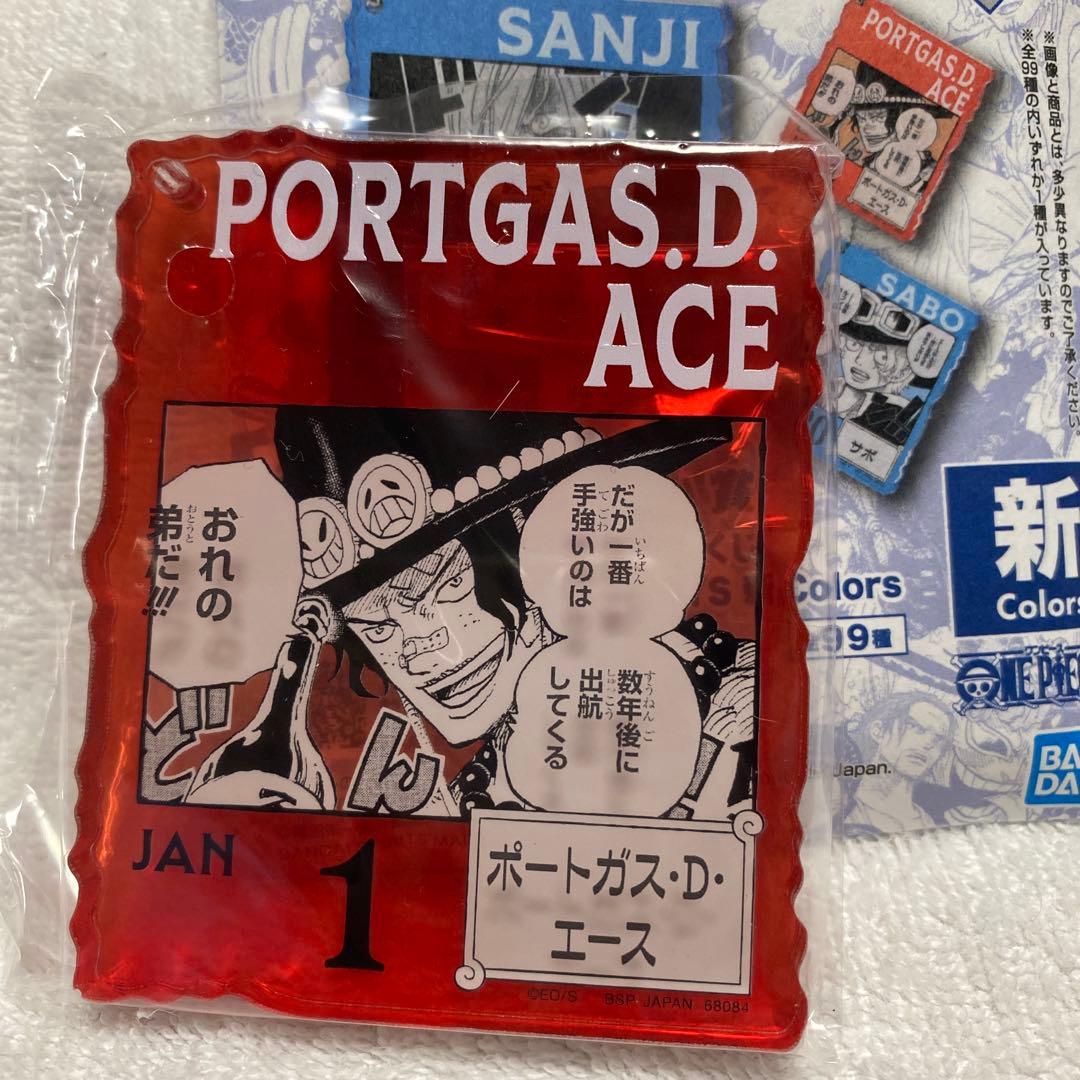 PORTGAS.D.
ACE
だが一番
手強いのは
数年後に
出航
してくる
おれの
弟だ!!!
どん
JAN
1
ポートガス・D・
エース
©EO/S BSP JAPAN 68084
SANJI
PORTGAS.D.
ACE
ポートガス・D・
エース
SABO
サボ
※画像と商品とは、多少異なりますのでご了承ください。
※全99種の内いずれか1種が入っています。
新
Colors
Colors
99種
ONE PIE
Japan.
BA
DA